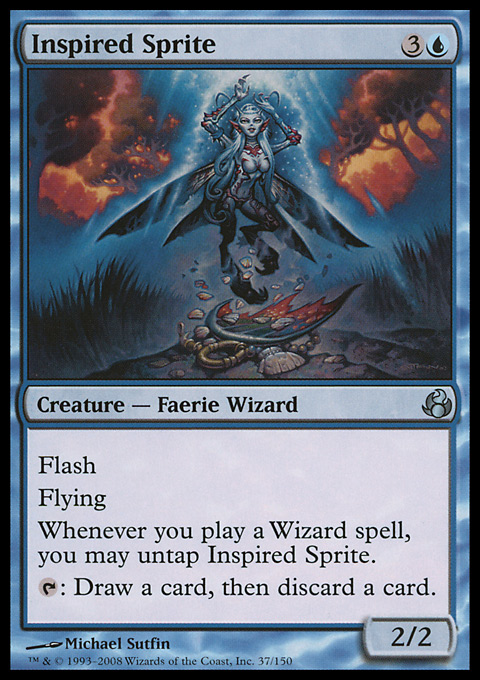 Inspired Sprite 3
Creature — Faerie Wizard
Flash
Flying
Whenever you play a Wizard spell,
you may untap Inspired Sprite.
: Draw a card, then discard a card.
Michael Sutfin
2/2
™ & © 1993–2008 Wizards of the Coast, Inc. 37/150